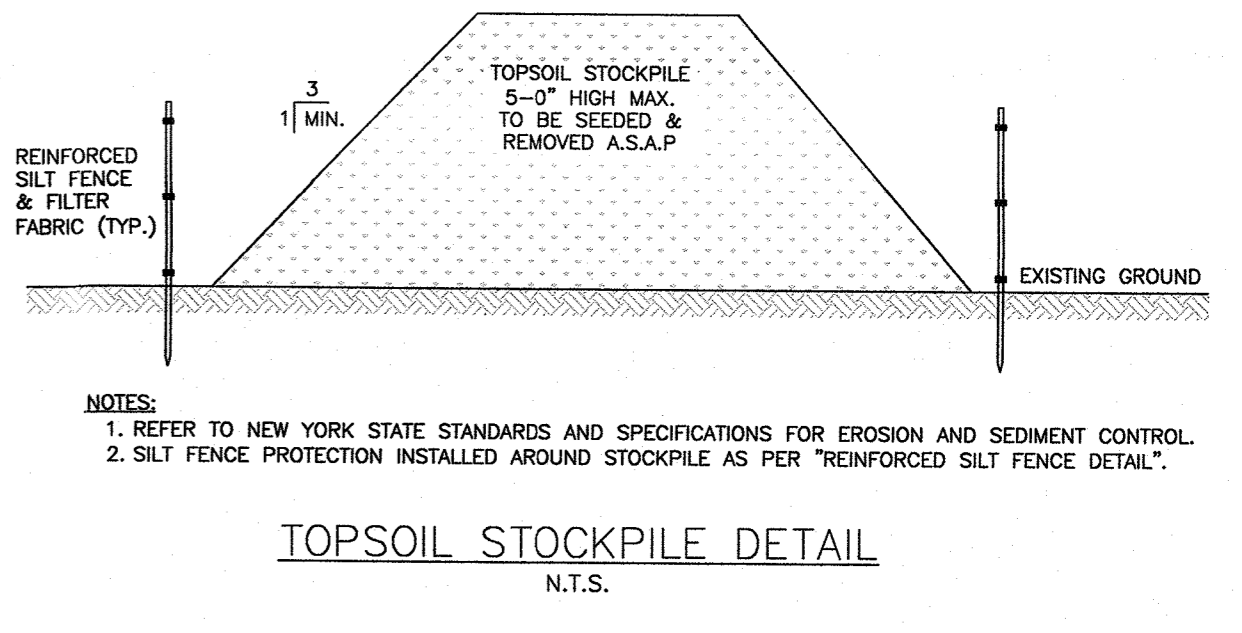 TOPSOIL STOCKPILE
5-0" HIGH MAX.
TO BE SEEDED &
REMOVED A.S.A.P
3
1 MIN.
REINFORCED
SILT FENCE
& FILTER
FABRIC (TYP.)
EXISTING GROUND
NOTES:
1. REFER TO NEW YORK STATE STANDARDS AND SPECIFICATIONS FOR EROSION AND SEDIMENT CONTROL.
2. SILT FENCE PROTECTION INSTALLED AROUND STOCKPILE AS PER "REINFORCED SILT FENCE DETAIL".
TOPSOIL STOCKPILE DETAIL
N.T.S.